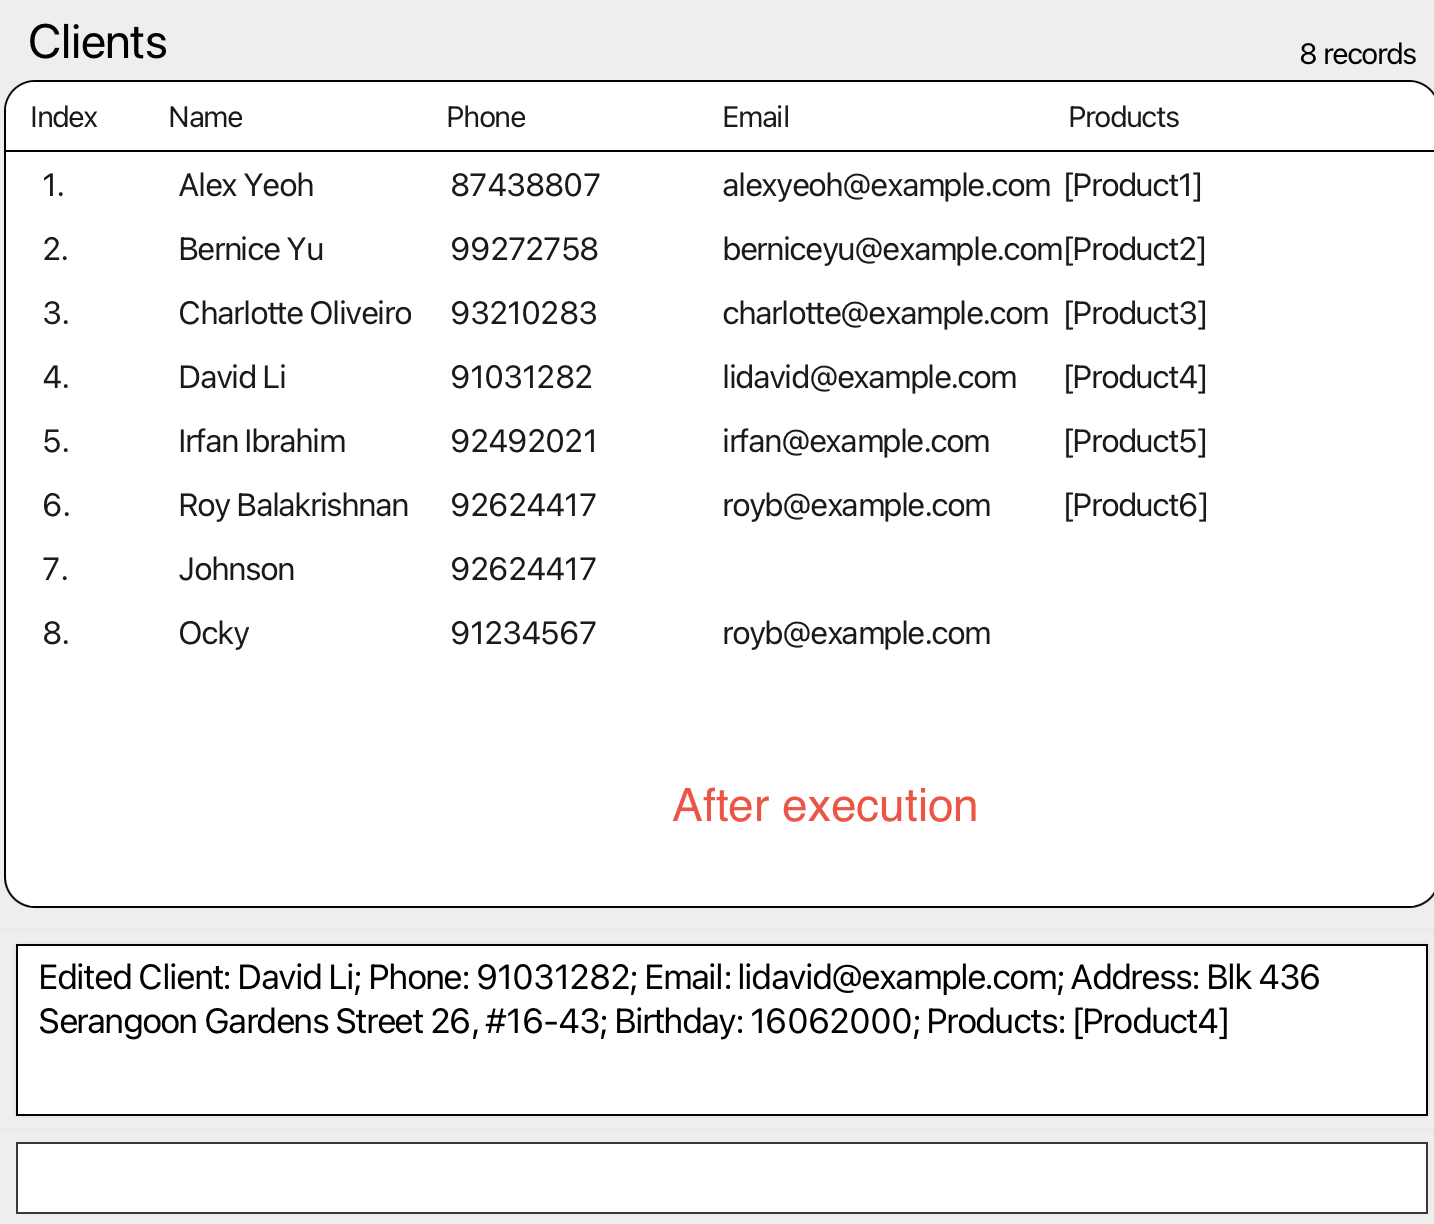 Clients
8 records
Index Name Phone Email Products
1. Alex Yeoh 87438807 alexyeoh@example.com [Product1]
2. Bernice Yu 99272758 berniceyu@example.com[Product2]
3. Charlotte Oliveiro 93210283 charlotte@example.com [Product3]
4. David Li 91031282 lidavid@example.com [Product4]
5. Irfan Ibrahim 92492021 irfan@example.com [Product5]
6. Roy Balakrishnan 92624417 royb@example.com [Product6]
7. Johnson 92624417
8. Ocky 91234567 royb@example.com
After execution
Edited Client: David Li; Phone: 91031282; Email: lidavid@example.com; Address: Blk 436
Serangoon Gardens Street 26, #16-43; Birthday: 16062000; Products: [Product4]